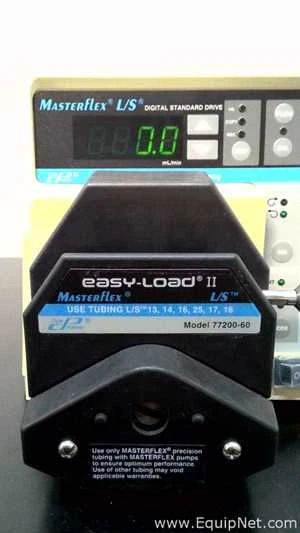 MASTERFLEX® L/S® DIGITAL STANDARD DRIVE
0.0
mL/min
easy-LOAD® II
MASTERFLEX® L/S™
USE TUBING L/S™ 13, 14, 16, 25, 17, 18
Model 77200-60
Use only MASTERFLEX® precision
tubing with MASTERFLEX pumps
to ensure optimum performance.
Use of other tubing may void
applicable warranties.
www.EquipNet.com